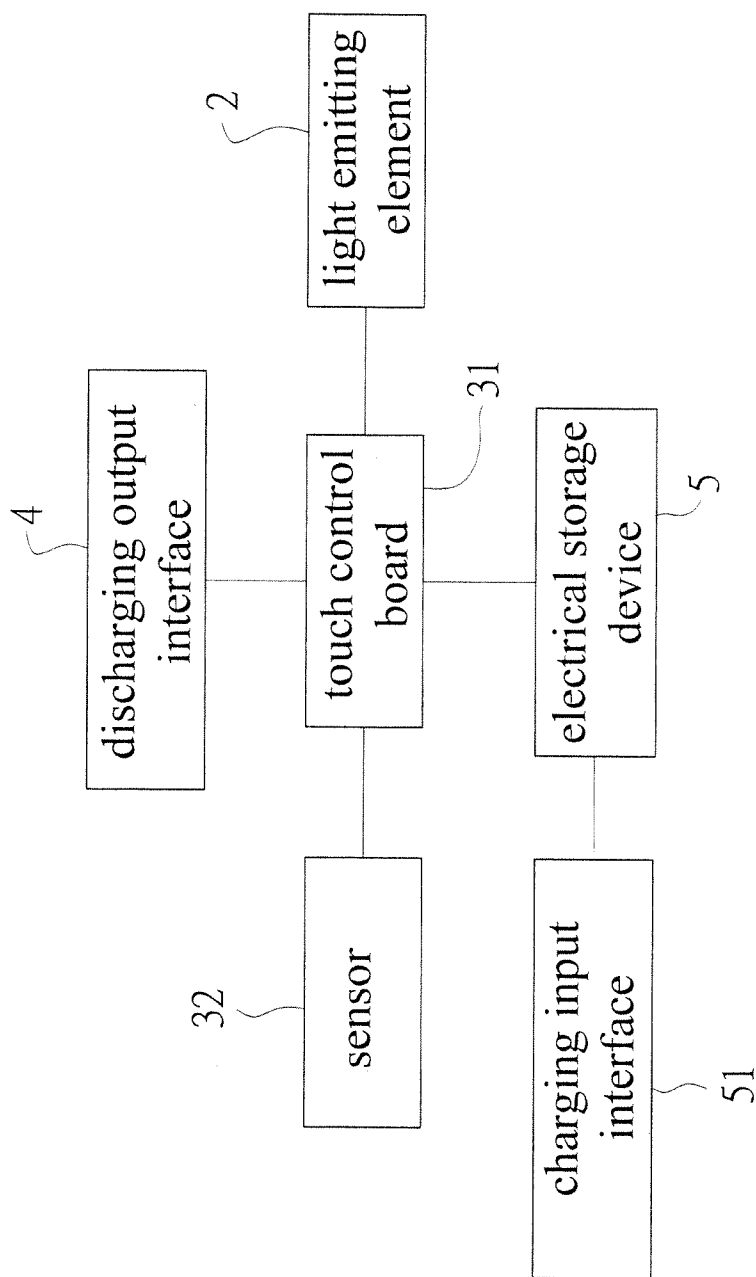 4
discharging output
interface
32
sensor
touch control
board
31
2
light emitting
element
51
charging input
interface
5
electrical storage
device